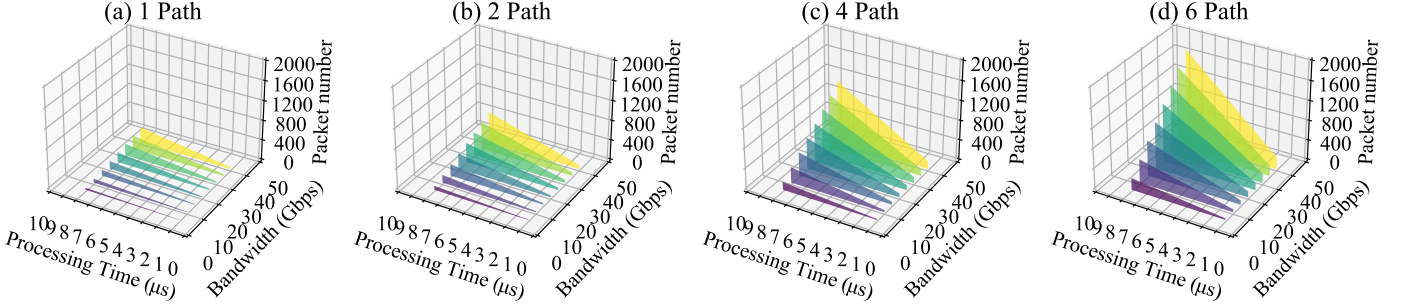 (a) 1 Path
2000
1600
1200
800
400
0
Packet number
10 9 8 7 6 5 4 3 2 1 0
Processing Time (μs)
0 10 20 30 40 50
Bandwidth (Gbps)
(b) 2 Path
2000
1600
1200
800
400
0
Packet number
10 9 8 7 6 5 4 3 2 1 0
Processing Time (μs)
0 10 20 30 40 50
Bandwidth (Gbps)
(c) 4 Path
2000
1600
1200
800
400
0
Packet number
10 9 8 7 6 5 4 3 2 1 0
Processing Time (μs)
0 10 20 30 40 50
Bandwidth (Gbps)
(d) 6 Path
2000
1600
1200
800
400
0
Packet number
10 9 8 7 6 5 4 3 2 1 0
Processing Time (μs)
0 10 20 30 40 50
Bandwidth (Gbps)